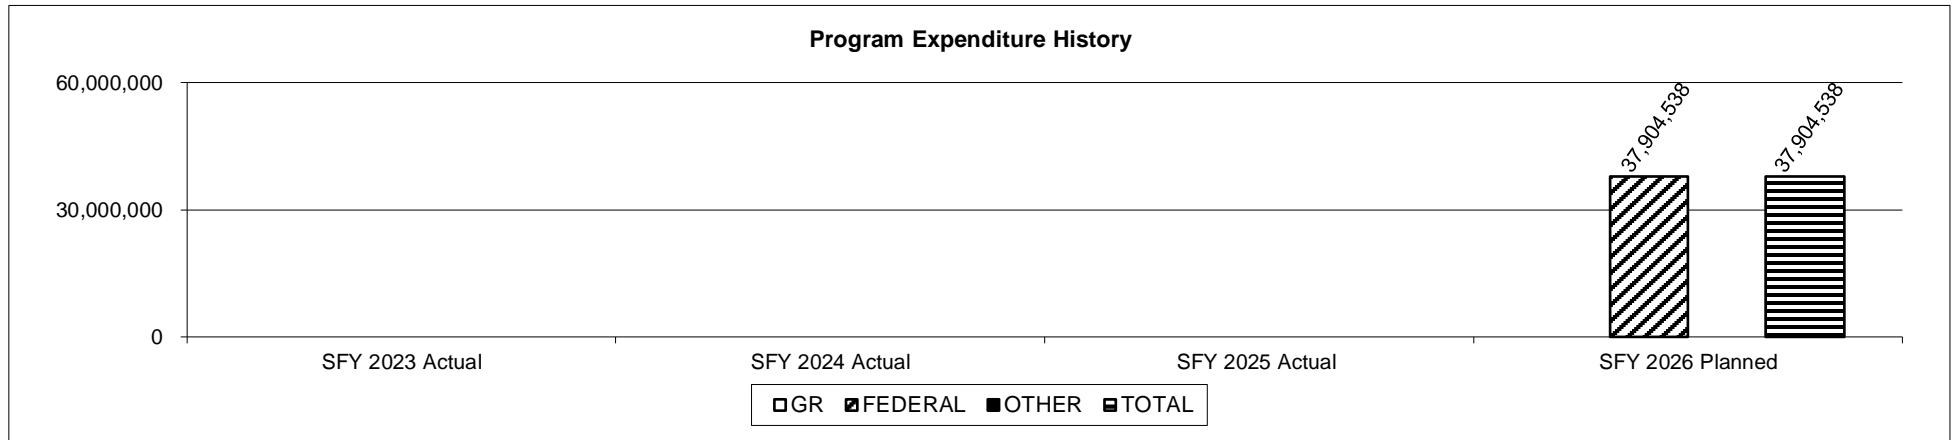 Program Expenditure History
60,000,000
30,000,000
0
37,904,538
37,904,538
SFY 2023 Actual
SFY 2024 Actual
SFY 2025 Actual
SFY 2026 Planned
GR FEDERAL OTHER TOTAL